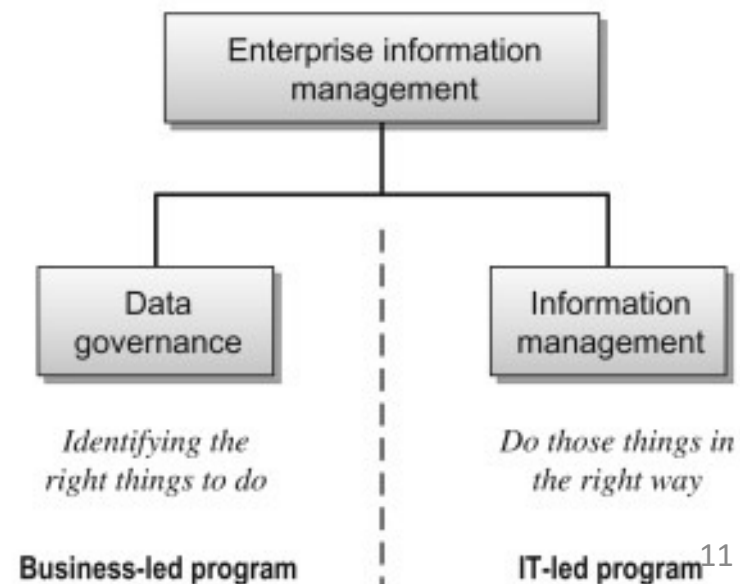 Enterprise information
management
Data
governance
Information
management
Identifying the
right things to do
Do those things in
the right way
Business-led program
IT-led program
11